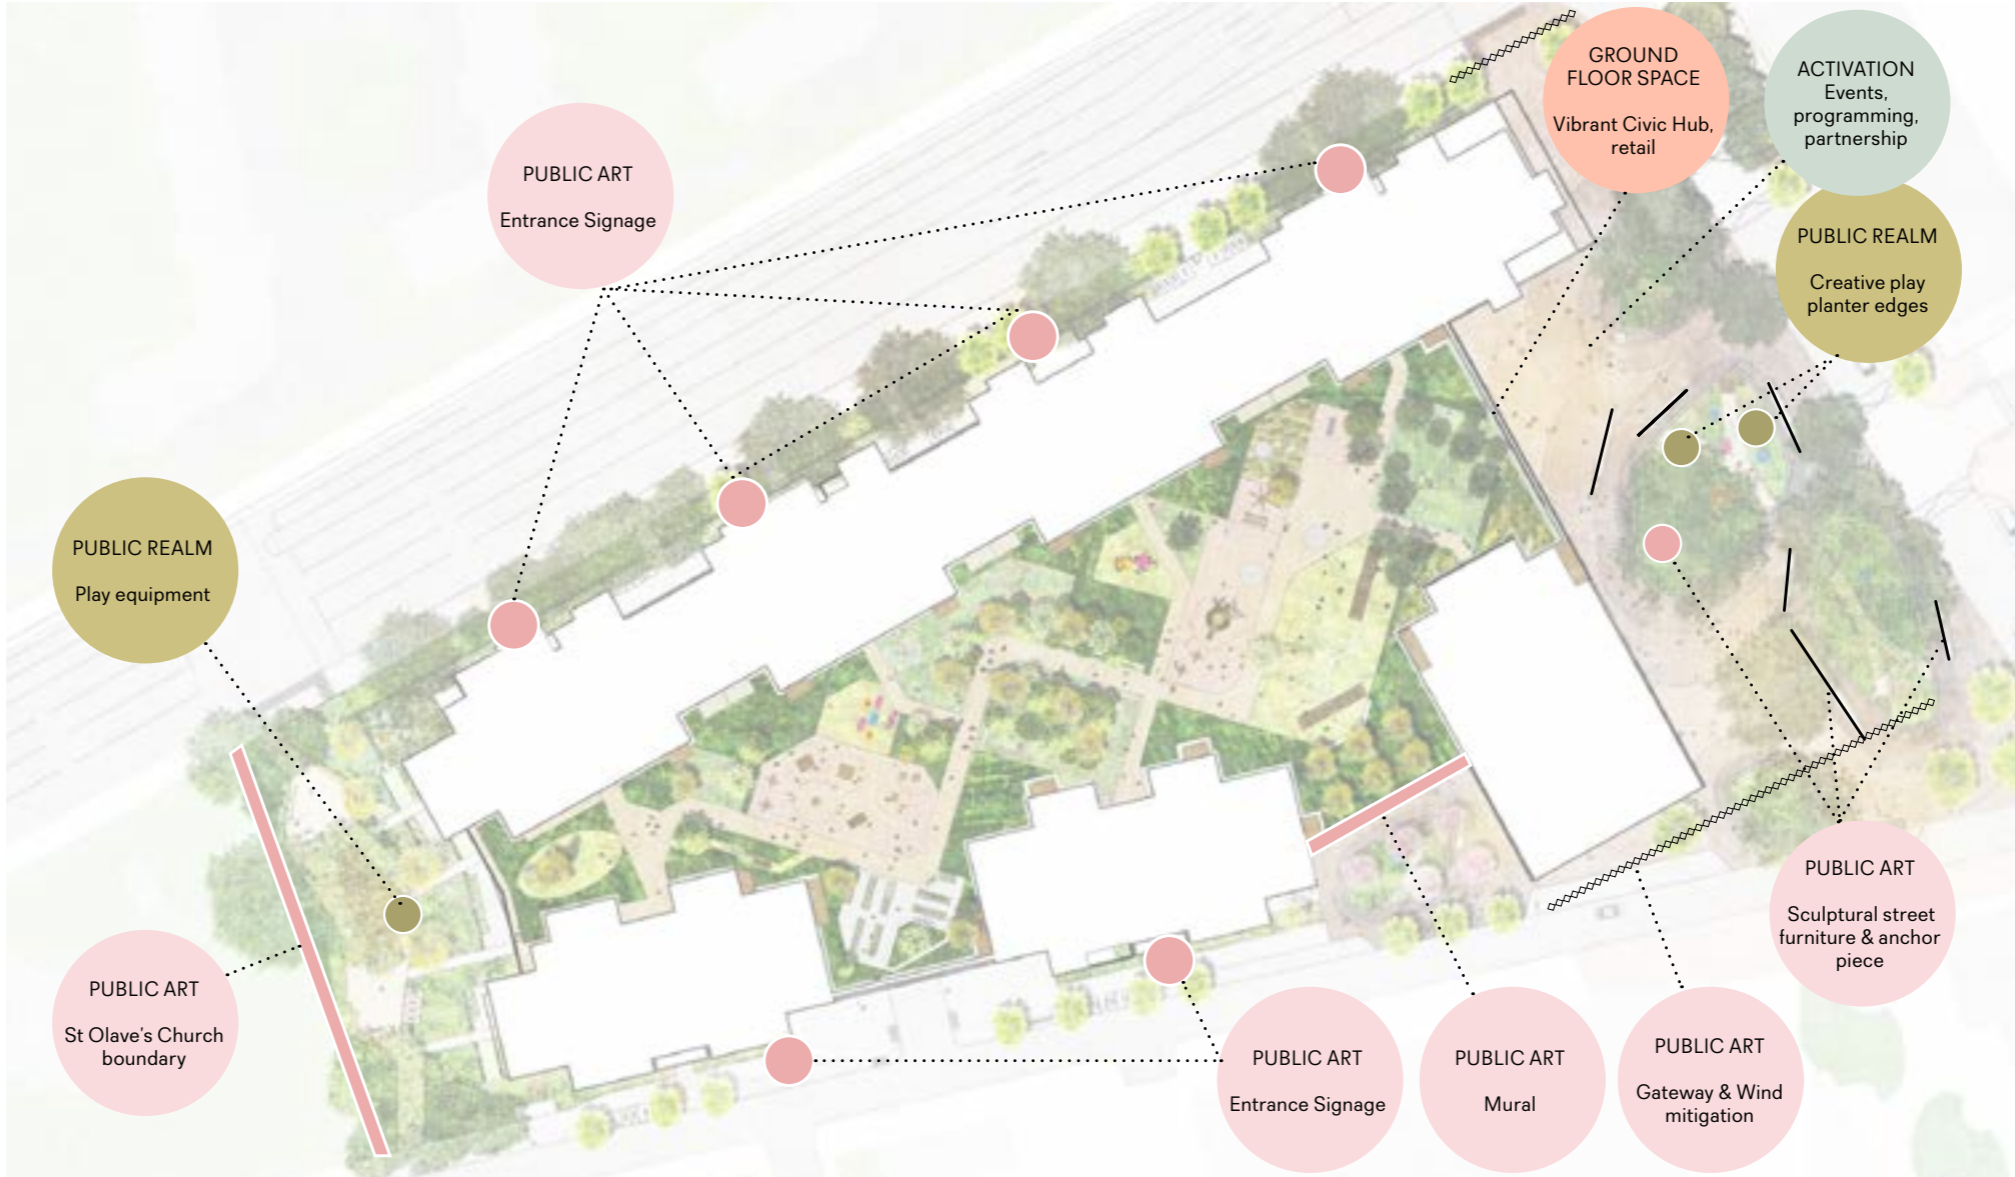 GROUND
FLOOR SPACE
Vibrant Civic Hub,
retail
ACTIVATION
Events,
programming,
partnership
PUBLIC ART
Entrance Signage
PUBLIC REALM
Creative play
planter edges
PUBLIC REALM
Play equipment
PUBLIC ART
Sculptural street
furniture & anchor
piece
PUBLIC ART
St Olave's Church
boundary
PUBLIC ART
Entrance Signage
PUBLIC ART
Mural
PUBLIC ART
Gateway & Wind
mitigation